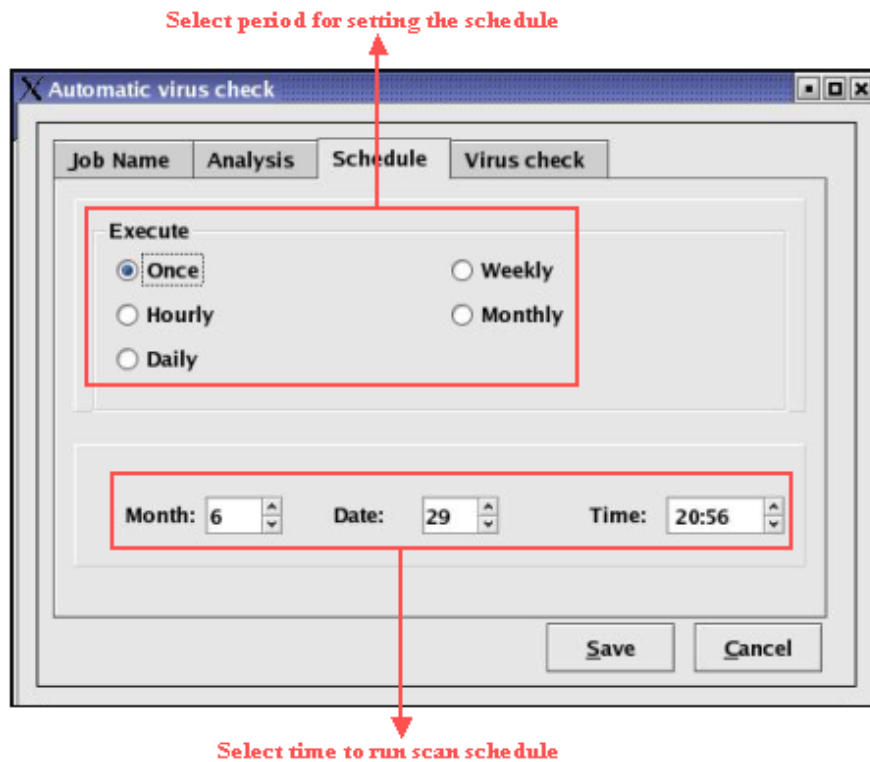 Select period for setting the schedule
Automatic virus check
Job Name Analysis Schedule Virus check
Execute
Once Weekly
Hourly Monthly
Daily
Month: 6 Date: 29 Time: 20:56
Save Cancel
Select time to run scan schedule